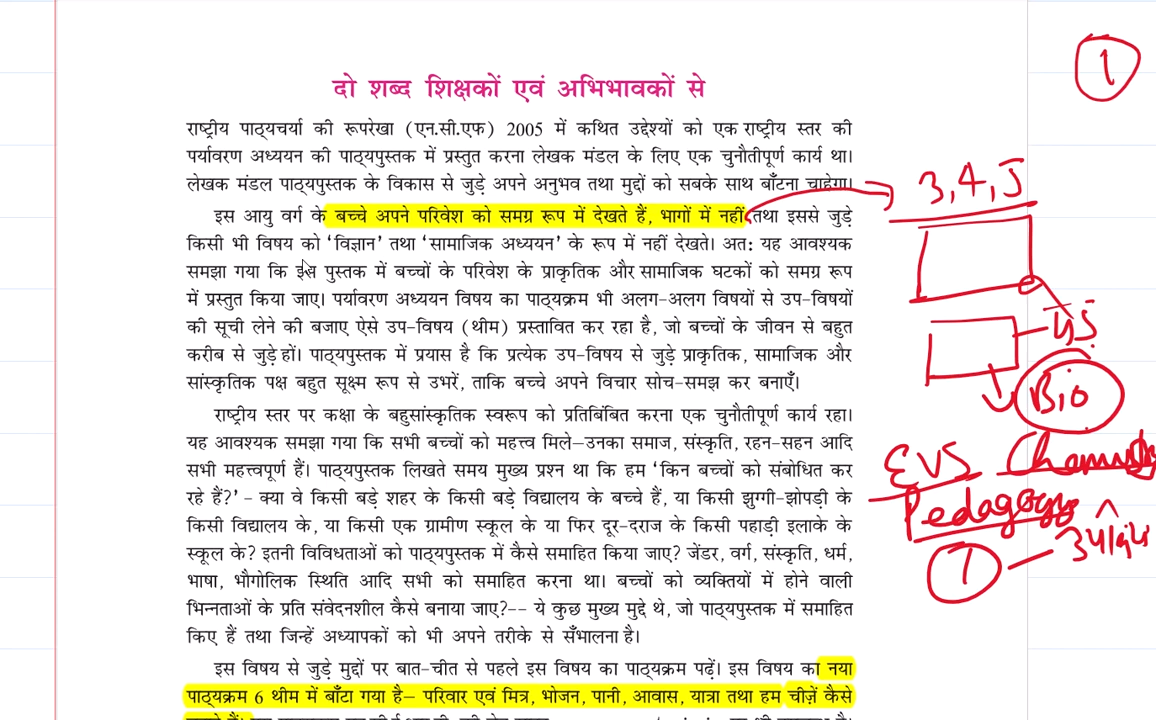 दो शब्द शिक्षकों एवं अभिभावकों से
राष्ट्रीय पाठ्यचर्या की रूपरेखा (एन.सी.एफ) 2005 में कथित उद्देश्यों को एक राष्ट्रीय स्तर की
पर्यावरण अध्ययन की पाठ्यपुस्तक में प्रस्तुत करना लेखक मंडल के लिए एक चुनौतीपूर्ण कार्य था।
लेखक मंडल पाठ्यपुस्तक के विकास से जुड़े अपने अनुभव तथा मुद्दों को सबके साथ बाँटना चाहेगा।
इस आयु वर्ग के बच्चे अपने परिवेश को समग्र रूप में देखते हैं, भागों में नहीं तथा इससे जुड़े
किसी भी विषय को ‘विज्ञान’ तथा ‘सामाजिक अध्ययन’ के रूप में नहीं देखते। अतः यह आवश्यक
समझा गया कि इस पुस्तक में बच्चों के परिवेश के प्राकृतिक और सामाजिक घटकों को समग्र रूप
में प्रस्तुत किया जाए। पर्यावरण अध्ययन विषय का पाठ्यक्रम भी अलग-अलग विषयों से उप-विषयों
की सूची लेने की बजाए ऐसे उप-विषय (थीम) प्रस्तावित कर रहा है, जो बच्चों के जीवन से बहुत
करीब से जुड़े हों। पाठ्यपुस्तक में प्रयास है कि प्रत्येक उप-विषय से जुड़े प्राकृतिक, सामाजिक और
सांस्कृतिक पक्ष बहुत सूक्ष्म रूप से उभरें, ताकि बच्चे अपने विचार सोच-समझ कर बनाएँ।
राष्ट्रीय स्तर पर कक्षा के बहुसांस्कृतिक स्वरूप को प्रतिबिंबित करना एक चुनौतीपूर्ण कार्य रहा।
यह आवश्यक समझा गया कि सभी बच्चों को महत्त्व मिले—उनका समाज, संस्कृति, रहन-सहन आदि
सभी महत्त्वपूर्ण हैं। पाठ्यपुस्तक लिखते समय मुख्य प्रश्न था कि हम ‘किन बच्चों को संबोधित कर
रहे हैं?’ - क्या वे किसी बड़े शहर के किसी बड़े विद्यालय के बच्चे हैं, या किसी झुग्गी-झोपड़ी के
किसी विद्यालय के, या किसी एक ग्रामीण स्कूल के या फिर दूर-दराज के किसी पहाड़ी इलाके के
स्कूल के? इतनी विविधताओं को पाठ्यपुस्तक में कैसे समाहित किया जाए? जेंडर, वर्ग, संस्कृति, धर्म,
भाषा, भौगोलिक स्थिति आदि सभी को समाहित करना था। बच्चों को व्यक्तियों में होने वाली
भिन्नताओं के प्रति संवेदनशील कैसे बनाया जाए?-- ये कुछ मुख्य मुद्दे थे, जो पाठ्यपुस्तक में समाहित
किए हैं तथा जिन्हें अध्यापकों को भी अपने तरीके से सँभालना है।
इस विषय से जुड़े मुद्दों पर बात-चीत से पहले इस विषय का पाठ्यक्रम पढ़ें। इस विषय का नया
पाठ्यक्रम 6 थीम में बाँटा गया है– परिवार एवं मित्र, भोजन, पानी, आवास, यात्रा तथा हम चीज़ें कैसे
1
3,4,5
Bio
EVS
Pedagogy
1